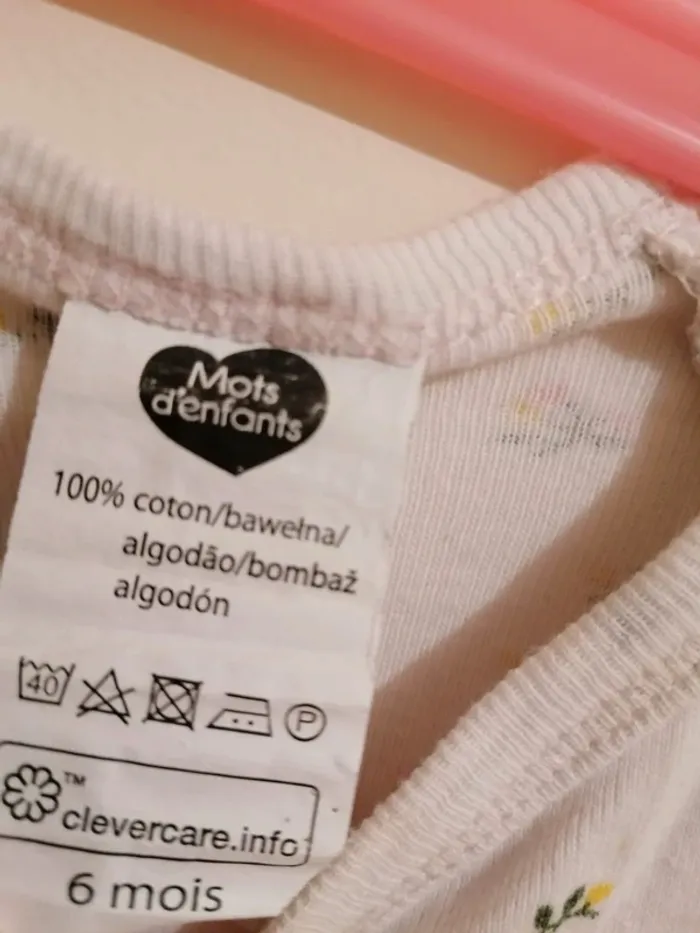 Mots
d'enfants
100% coton/bawełna/
algodão/bombaž
algodón
40
P
™
clevercare.info
6 mois